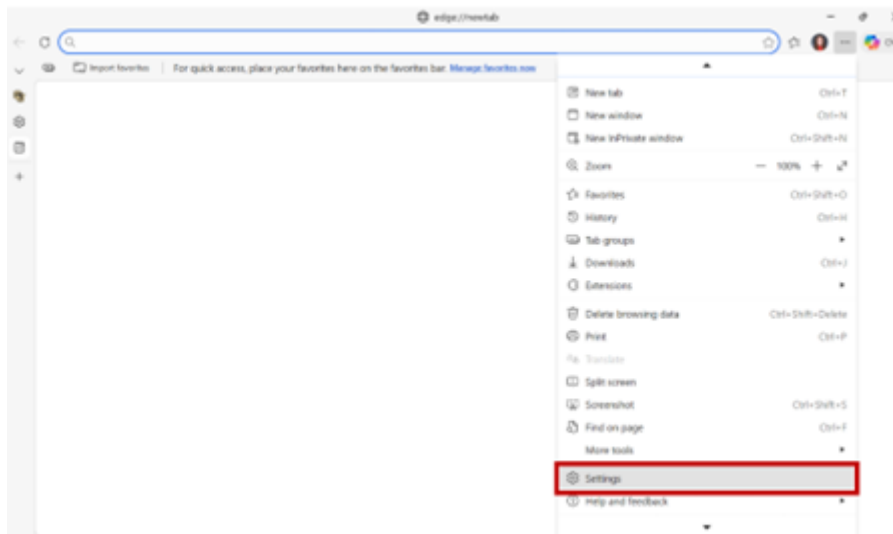 edge://newtab
Import favorites | For quick access, place your favorites here on the favorites bar. Manage favorites now
New tab Ctrl+T
New window Ctrl+N
New InPrivate window Ctrl+Shift+N
Zoom — 100% +
Favorites Ctrl+Shift+O
History Ctrl+H
Tab groups
Downloads Ctrl+J
Extensions
Delete browsing data Ctrl+Shift+Delete
Print Ctrl+P
Translate
Split screen
Screenshot Ctrl+Shift+S
Find on page Ctrl+F
More tools
Settings
Help and feedback